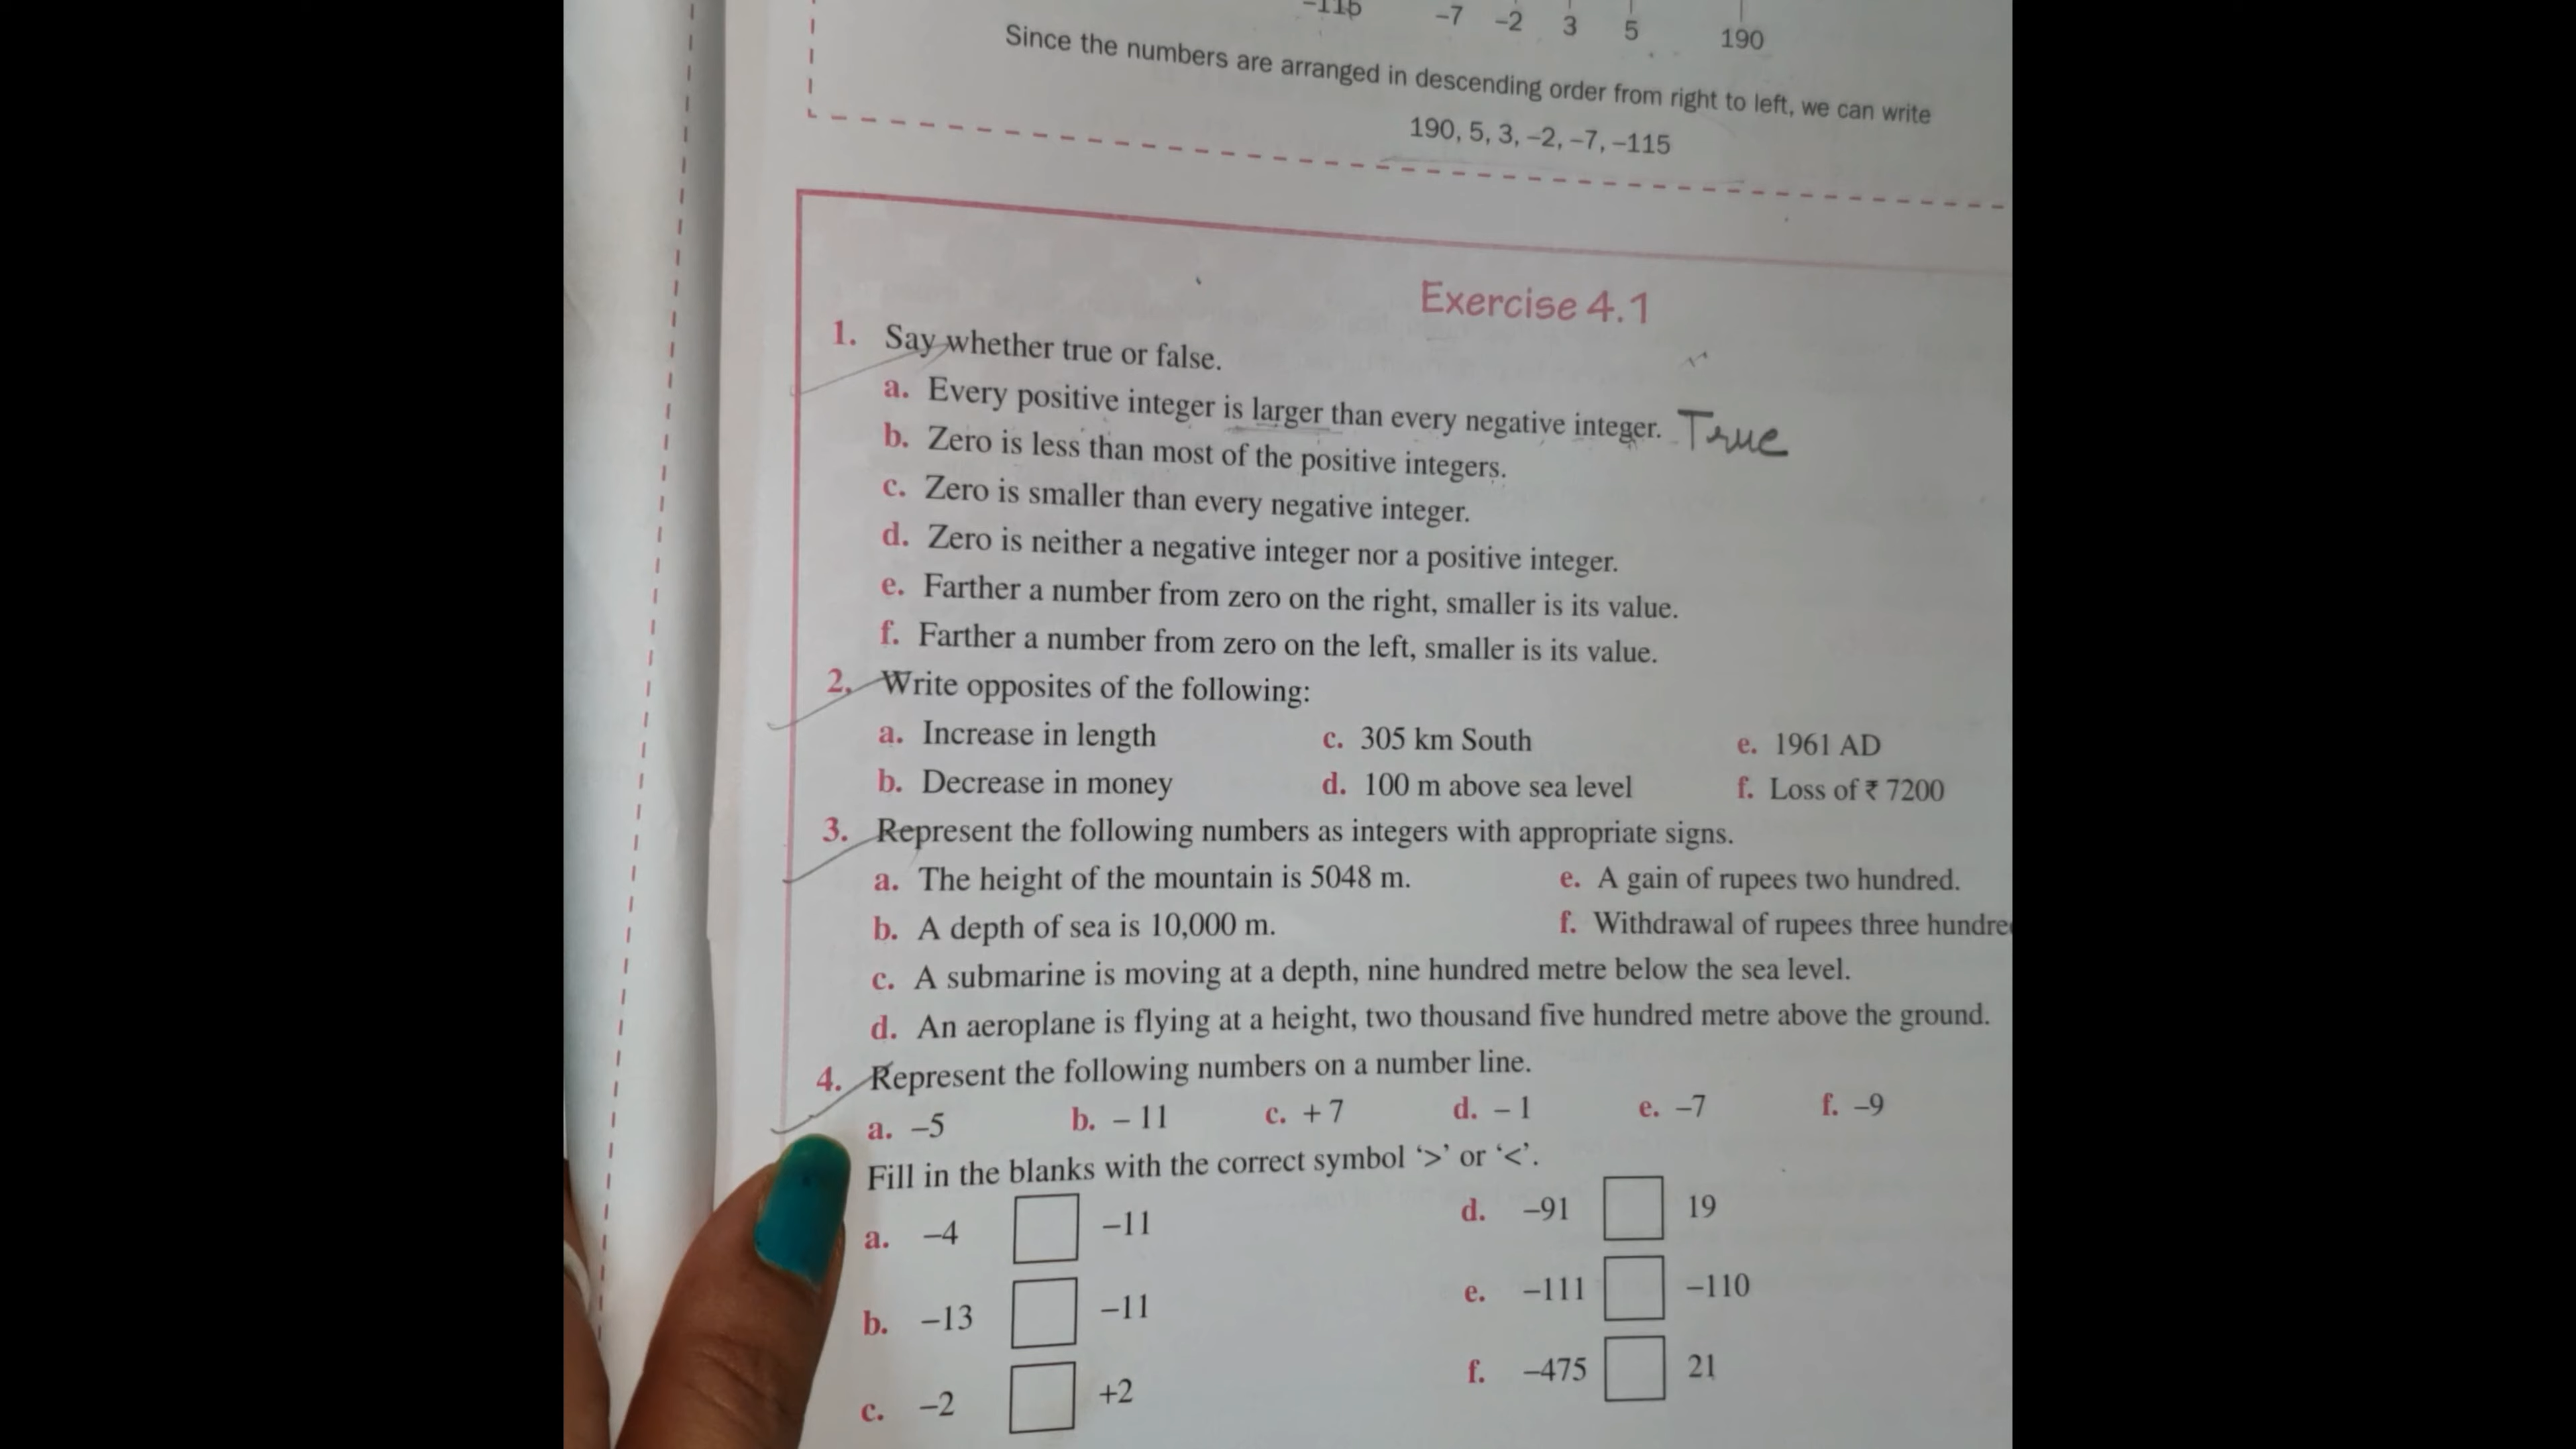 -115 -7 -2 3 5 190
Since the numbers are arranged in descending order from right to left, we can write
190, 5, 3, –2, –7, –115
Exercise 4.1
1. Say whether true or false.
a. Every positive integer is larger than every negative integer. True
b. Zero is less than most of the positive integers.
c. Zero is smaller than every negative integer.
d. Zero is neither a negative integer nor a positive integer.
e. Farther a number from zero on the right, smaller is its value.
f. Farther a number from zero on the left, smaller is its value.
2. Write opposites of the following:
a. Increase in length c. 305 km South e. 1961 AD
b. Decrease in money d. 100 m above sea level f. Loss of ₹ 7200
3. Represent the following numbers as integers with appropriate signs.
a. The height of the mountain is 5048 m. e. A gain of rupees two hundred.
b. A depth of sea is 10,000 m. f. Withdrawal of rupees three hundre
c. A submarine is moving at a depth, nine hundred metre below the sea level.
d. An aeroplane is flying at a height, two thousand five hundred metre above the ground.
4. Represent the following numbers on a number line.
a. –5 b. – 11 c. + 7 d. – 1 e. –7 f. –9
Fill in the blanks with the correct symbol ‘>’ or ‘<’.
a. –4 –11 d. –91 19
b. –13 –11 e. –111 –110
c. –2 +2 f. –475 21